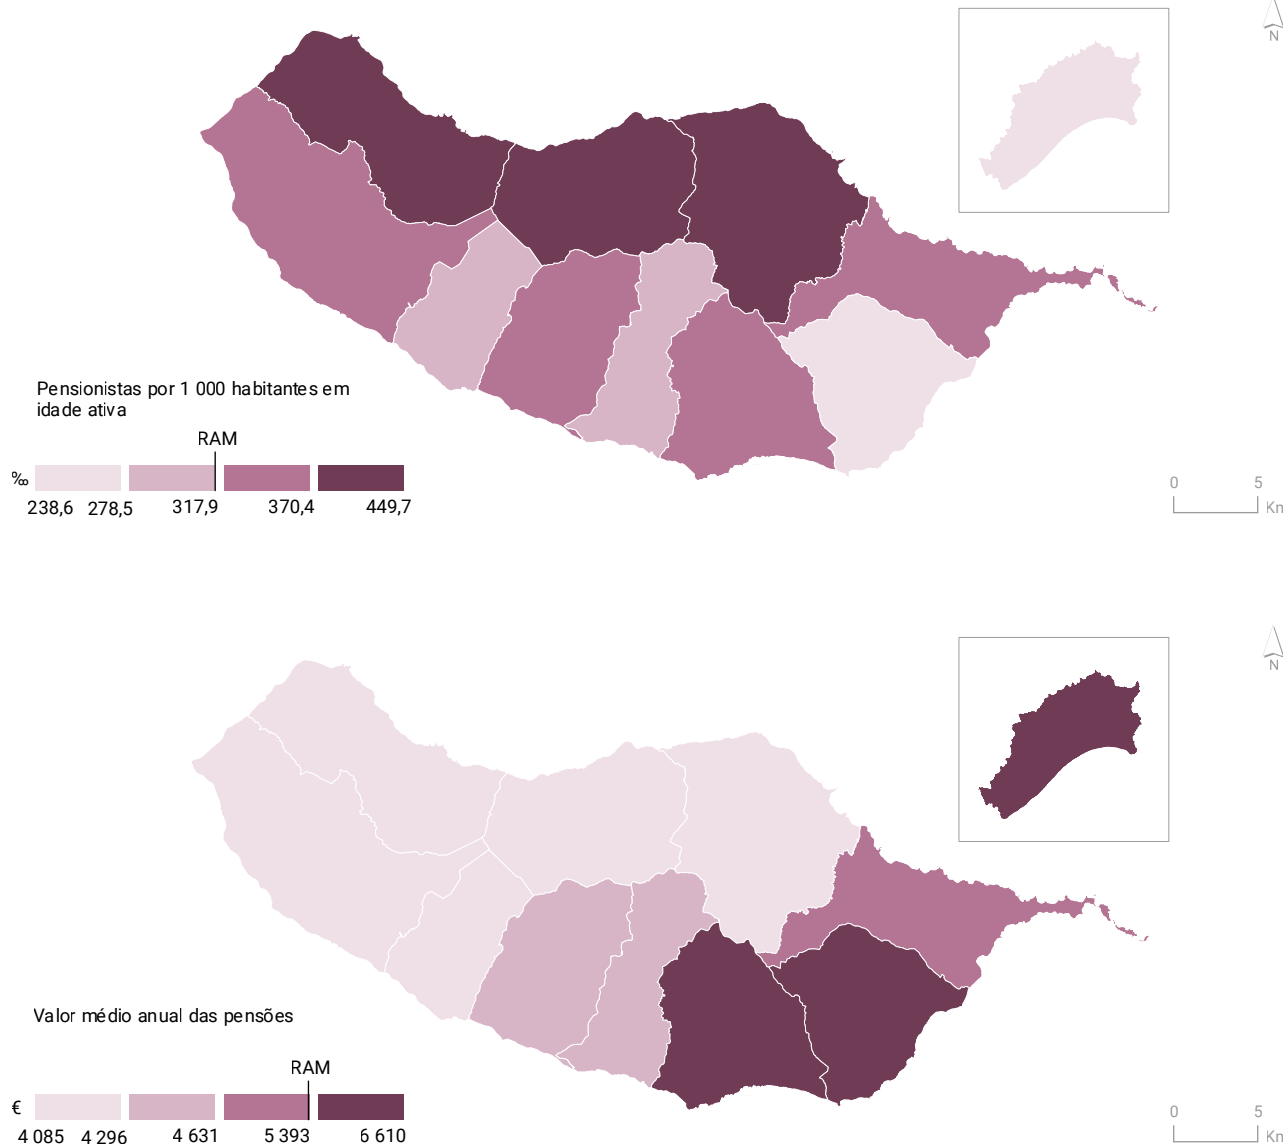 N
Pensionistas por 1 000 habitantes em
idade ativa
RAM
‰
238,6 278,5 317,9 370,4 449,7
0 5
Km
N
Valor médio anual das pensões
RAM
€
4 085 4 296 4 631 5 393 6 610
0 5
Km